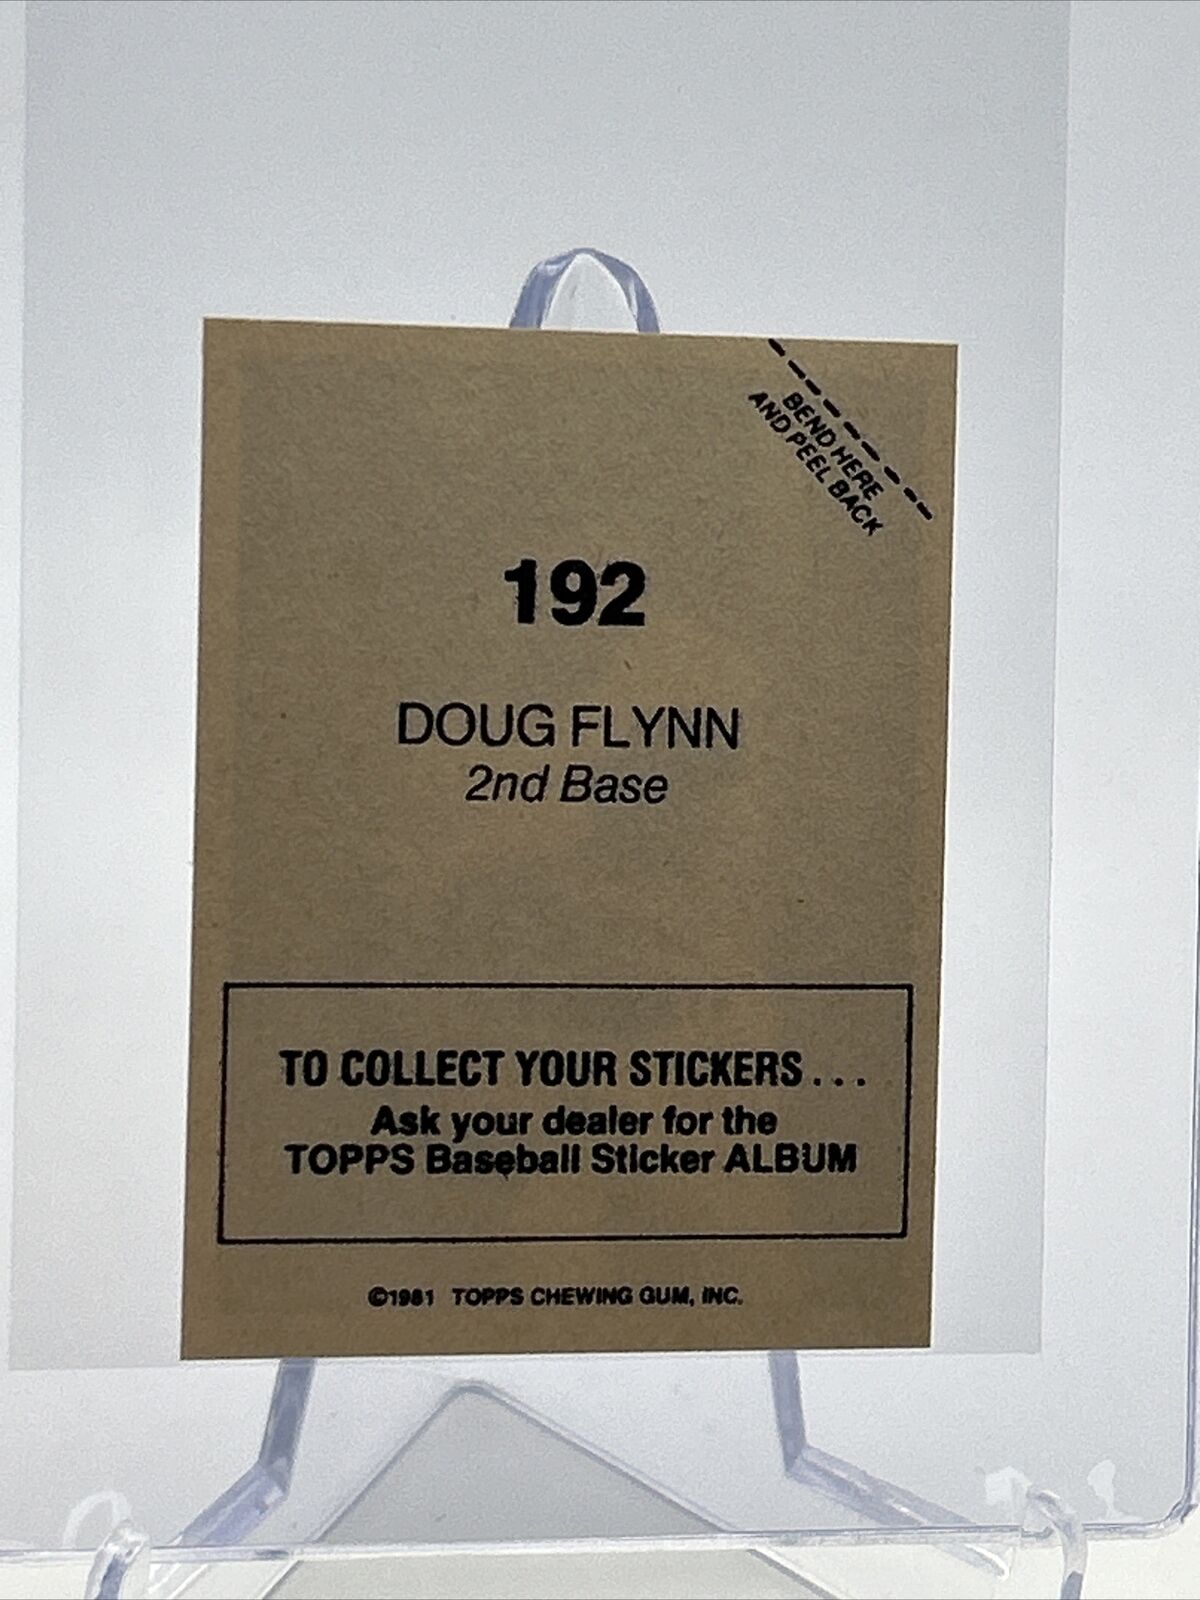 BEND HERE
AND PEEL BACK
192
DOUG FLYNN
2nd Base
TO COLLECT YOUR STICKERS...
Ask your dealer for the
TOPPS Baseball Sticker ALBUM
©1981 TOPPS CHEWING GUM, INC.